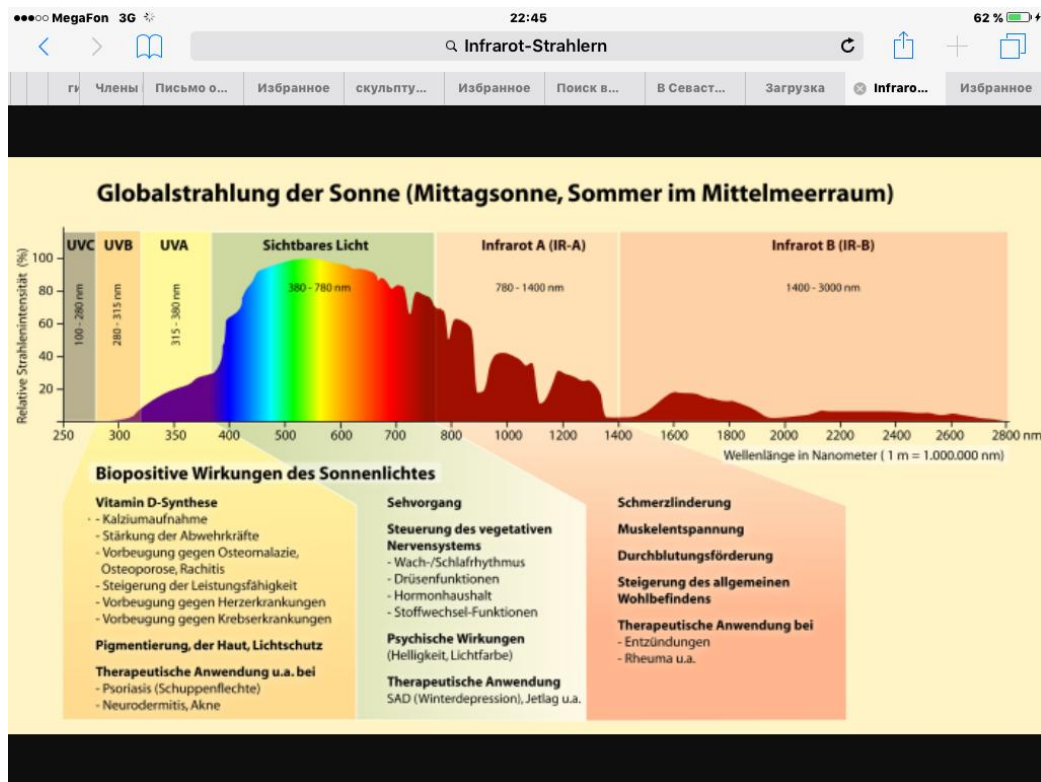 MegaFon 3G 22:45 62 %
Infrarot-Strahlern
ги Члены Письмо о... Избранное скульпту... Избранное Поиск в... В Севаст... Загрузка Infraro... Избранное
Globalstrahlung der Sonne (Mittagsonne, Sommer im Mittelmeerraum)
UVC UVB UVA Sichtbares Licht Infrarot A (IR-A) Infrarot B (IR-B)
100 - 280 nm 280 - 315 nm 315 - 380 nm 380 - 780 nm 780 - 1400 nm 1400 - 3000 nm
Relative Strahlenintensität (%)
100
80
60
40
20
250 300 350 400 500 600 700 800 1000 1200 1400 1600 1800 2000 2200 2400 2600 2800 nm
Wellenlänge in Nanometer ( 1 m = 1.000.000 nm)
Biopositive Wirkungen des Sonnenlichtes
Vitamin D-Synthese
- Kalziumaufnahme
- Stärkung der Abwehrkräfte
- Vorbeugung gegen Osteomalazie,
Osteoporose, Rachitis
- Steigerung der Leistungsfähigkeit
- Vorbeugung gegen Herzerkrankungen
- Vorbeugung gegen Krebserkrankungen
Pigmentierung, der Haut, Lichtschutz
Therapeutische Anwendung u.a. bei
- Psoriasis (Schuppenflechte)
- Neurodermitis, Akne
Sehvorgang
Steuerung des vegetativen
Nervensystems
- Wach-/Schlafrhythmus
- Drüsenfunktionen
- Hormonhaushalt
- Stoffwechsel-Funktionen
Psychische Wirkungen
(Helligkeit, Lichtfarbe)
Therapeutische Anwendung
SAD (Winterdepression), Jetlag u.a.
Schmerzlinderung
Muskelentspannung
Durchblutungsförderung
Steigerung des allgemeinen
Wohlbefindens
Therapeutische Anwendung bei
- Entzündungen
- Rheuma u.a.